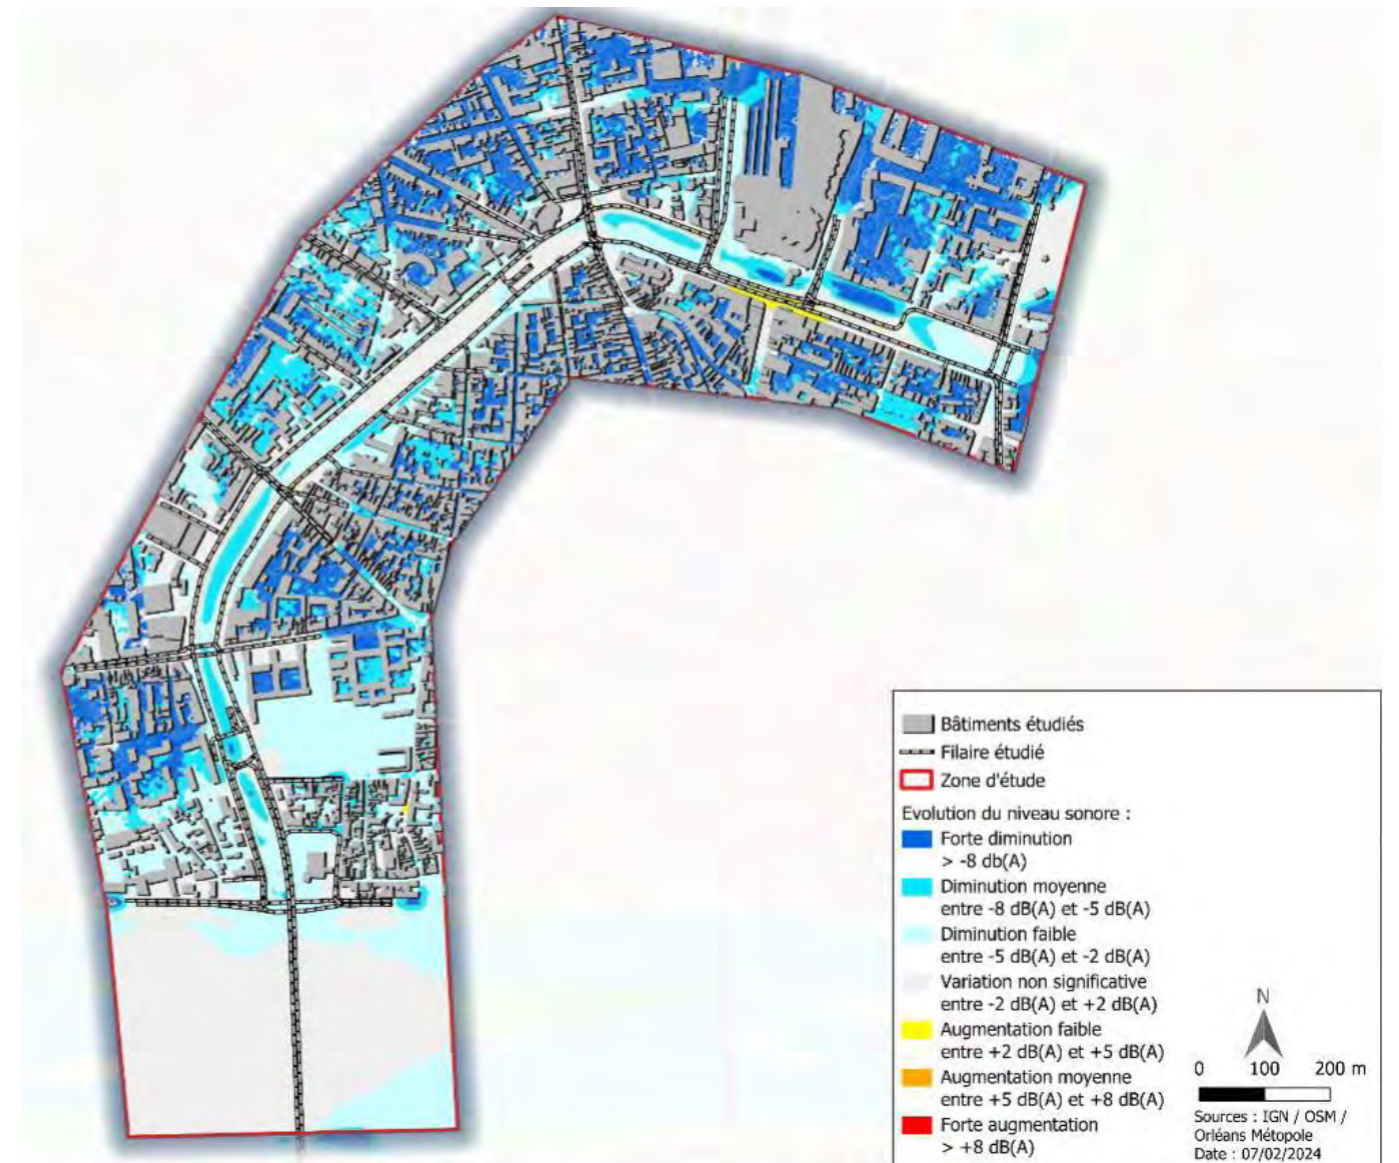 Bâtiments étudiés
Filaire étudié
Zone d'étude
Evolution du niveau sonore :
Forte diminution
> -8 db(A)
Diminution moyenne
entre -8 dB(A) et -5 dB(A)
Diminution faible
entre -5 dB(A) et -2 dB(A)
Variation non significative
entre -2 dB(A) et +2 dB(A)
Augmentation faible
entre +2 dB(A) et +5 dB(A)
Augmentation moyenne
entre +5 dB(A) et +8 dB(A)
Forte augmentation
> +8 dB(A)
N
0 100 200 m
Sources : IGN / OSM /
Orléans Métopole
Date : 07/02/2024